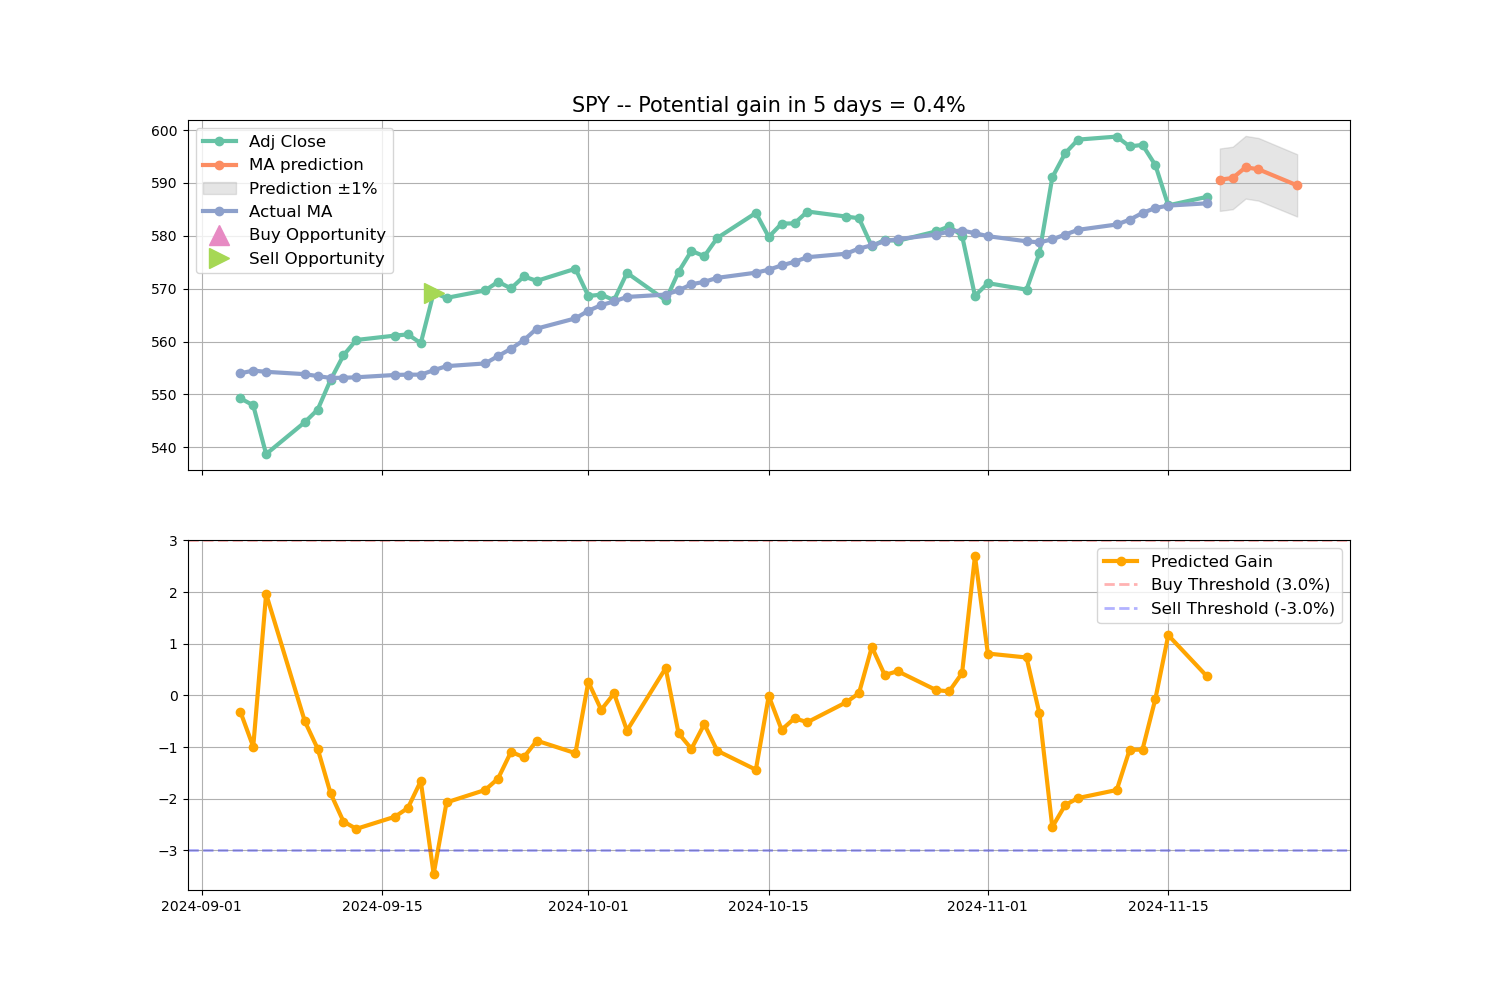 SPY -- Potential gain in 5 days = 0.4%
600
590
580
570
560
550
540
Adj Close
MA prediction
Prediction ±1%
Actual MA
Buy Opportunity
Sell Opportunity
3
2
1
0
−1
−2
−3
Predicted Gain
Buy Threshold (3.0%)
Sell Threshold (-3.0%)
2024-09-01
2024-09-15
2024-10-01
2024-10-15
2024-11-01
2024-11-15